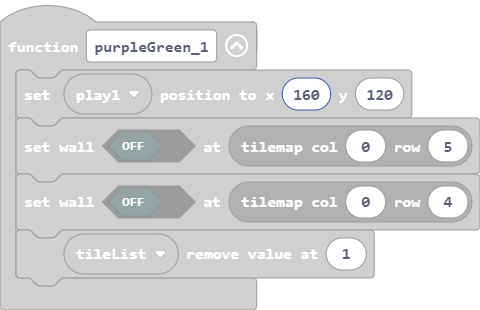 function purpleGreen_1
set play1 position to x 160 y 120
set wall OFF at tilemap col 0 row 5
set wall OFF at tilemap col 0 row 4
tileList remove value at 1